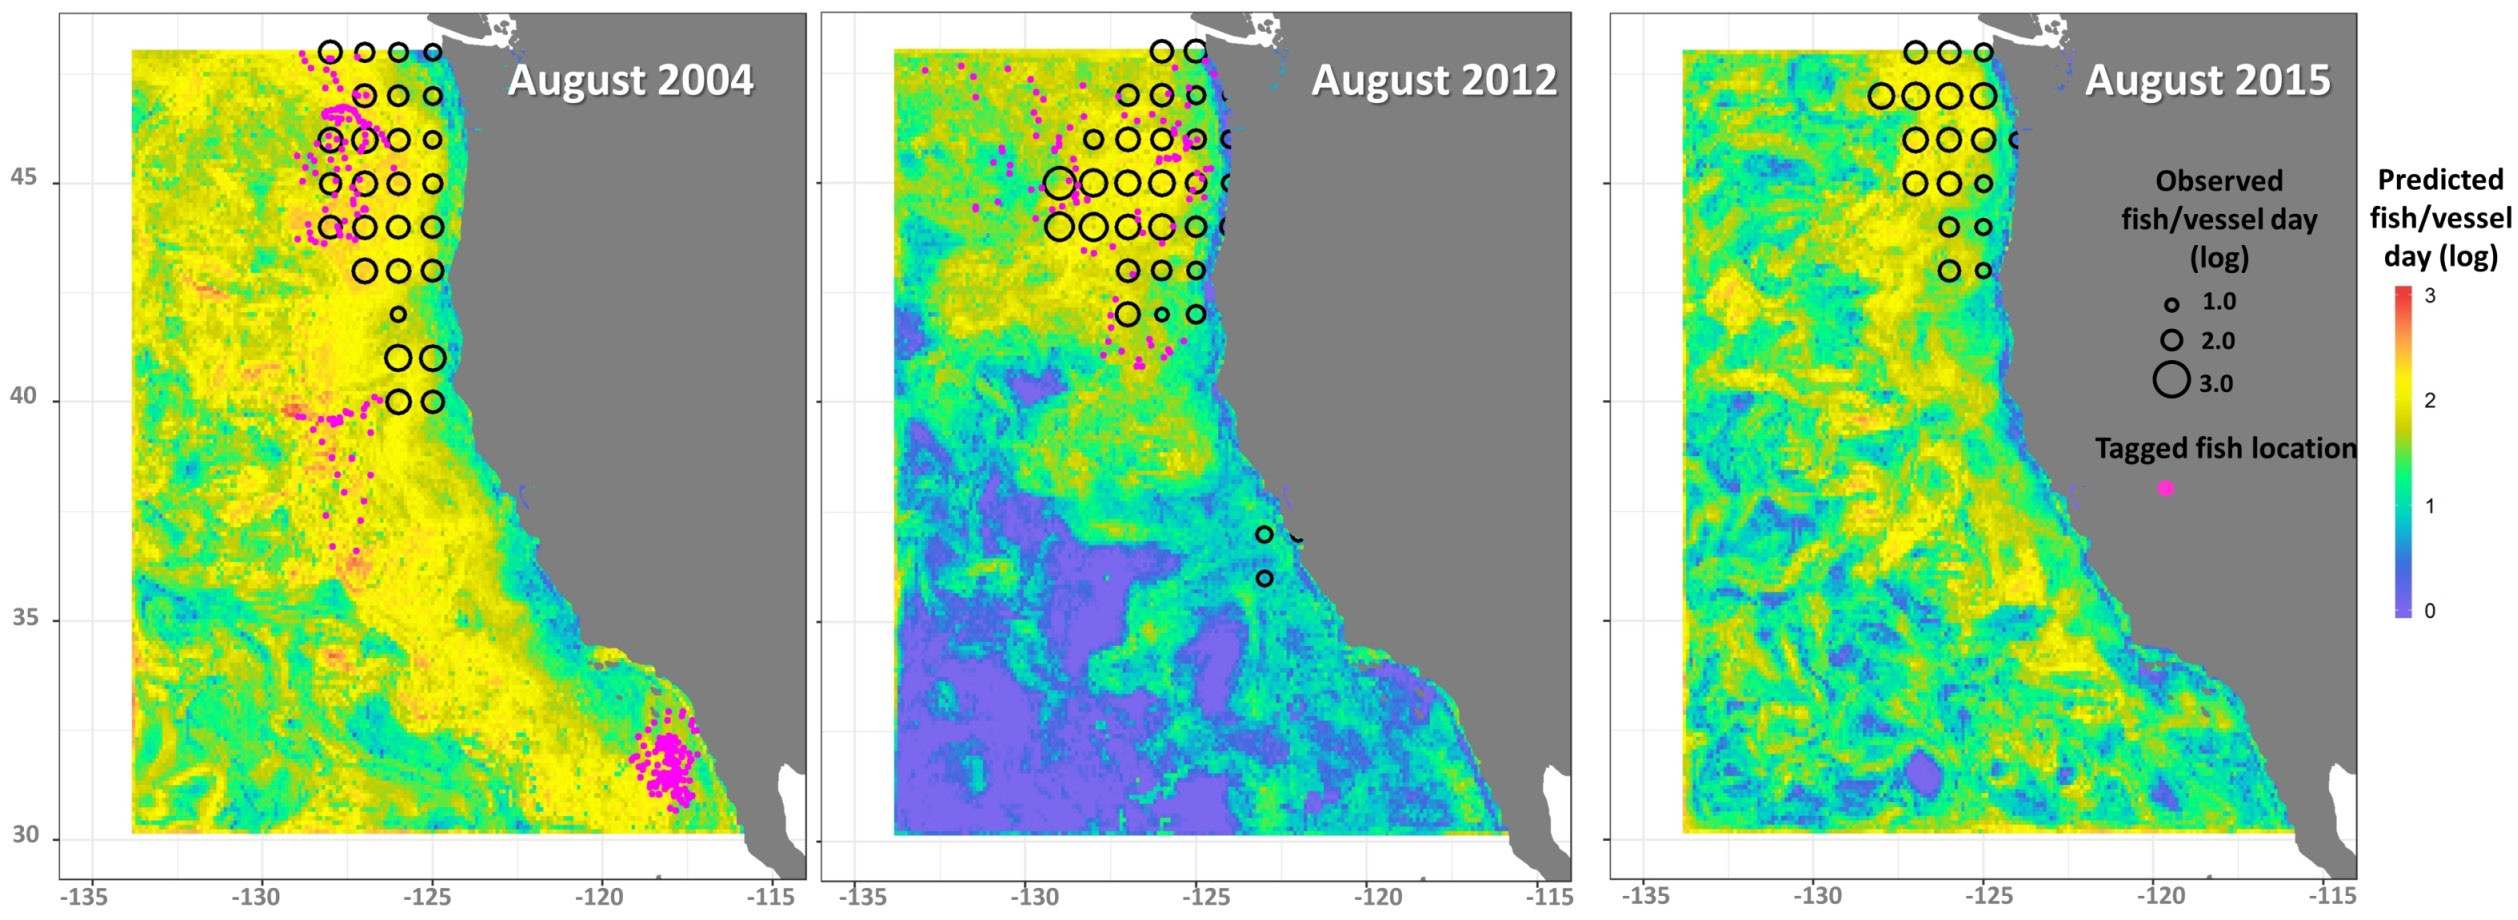 August 2004
August 2012
August 2015
45
40
35
30
-135
-130
-125
-120
-115
-135
-130
-125
-120
-115
-135
-130
-125
-120
-115
Observed
fish/vessel day
(log)
1.0
2.0
3.0
Tagged fish location
Predicted
fish/vessel
day (log)
3
2
1
0